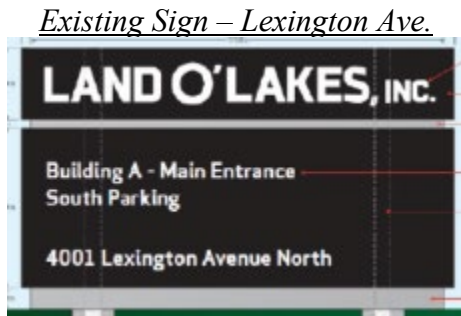 Existing Sign – Lexington Ave.
LAND O'LAKES, INC.
Building A - Main Entrance
South Parking
4001 Lexington Avenue North